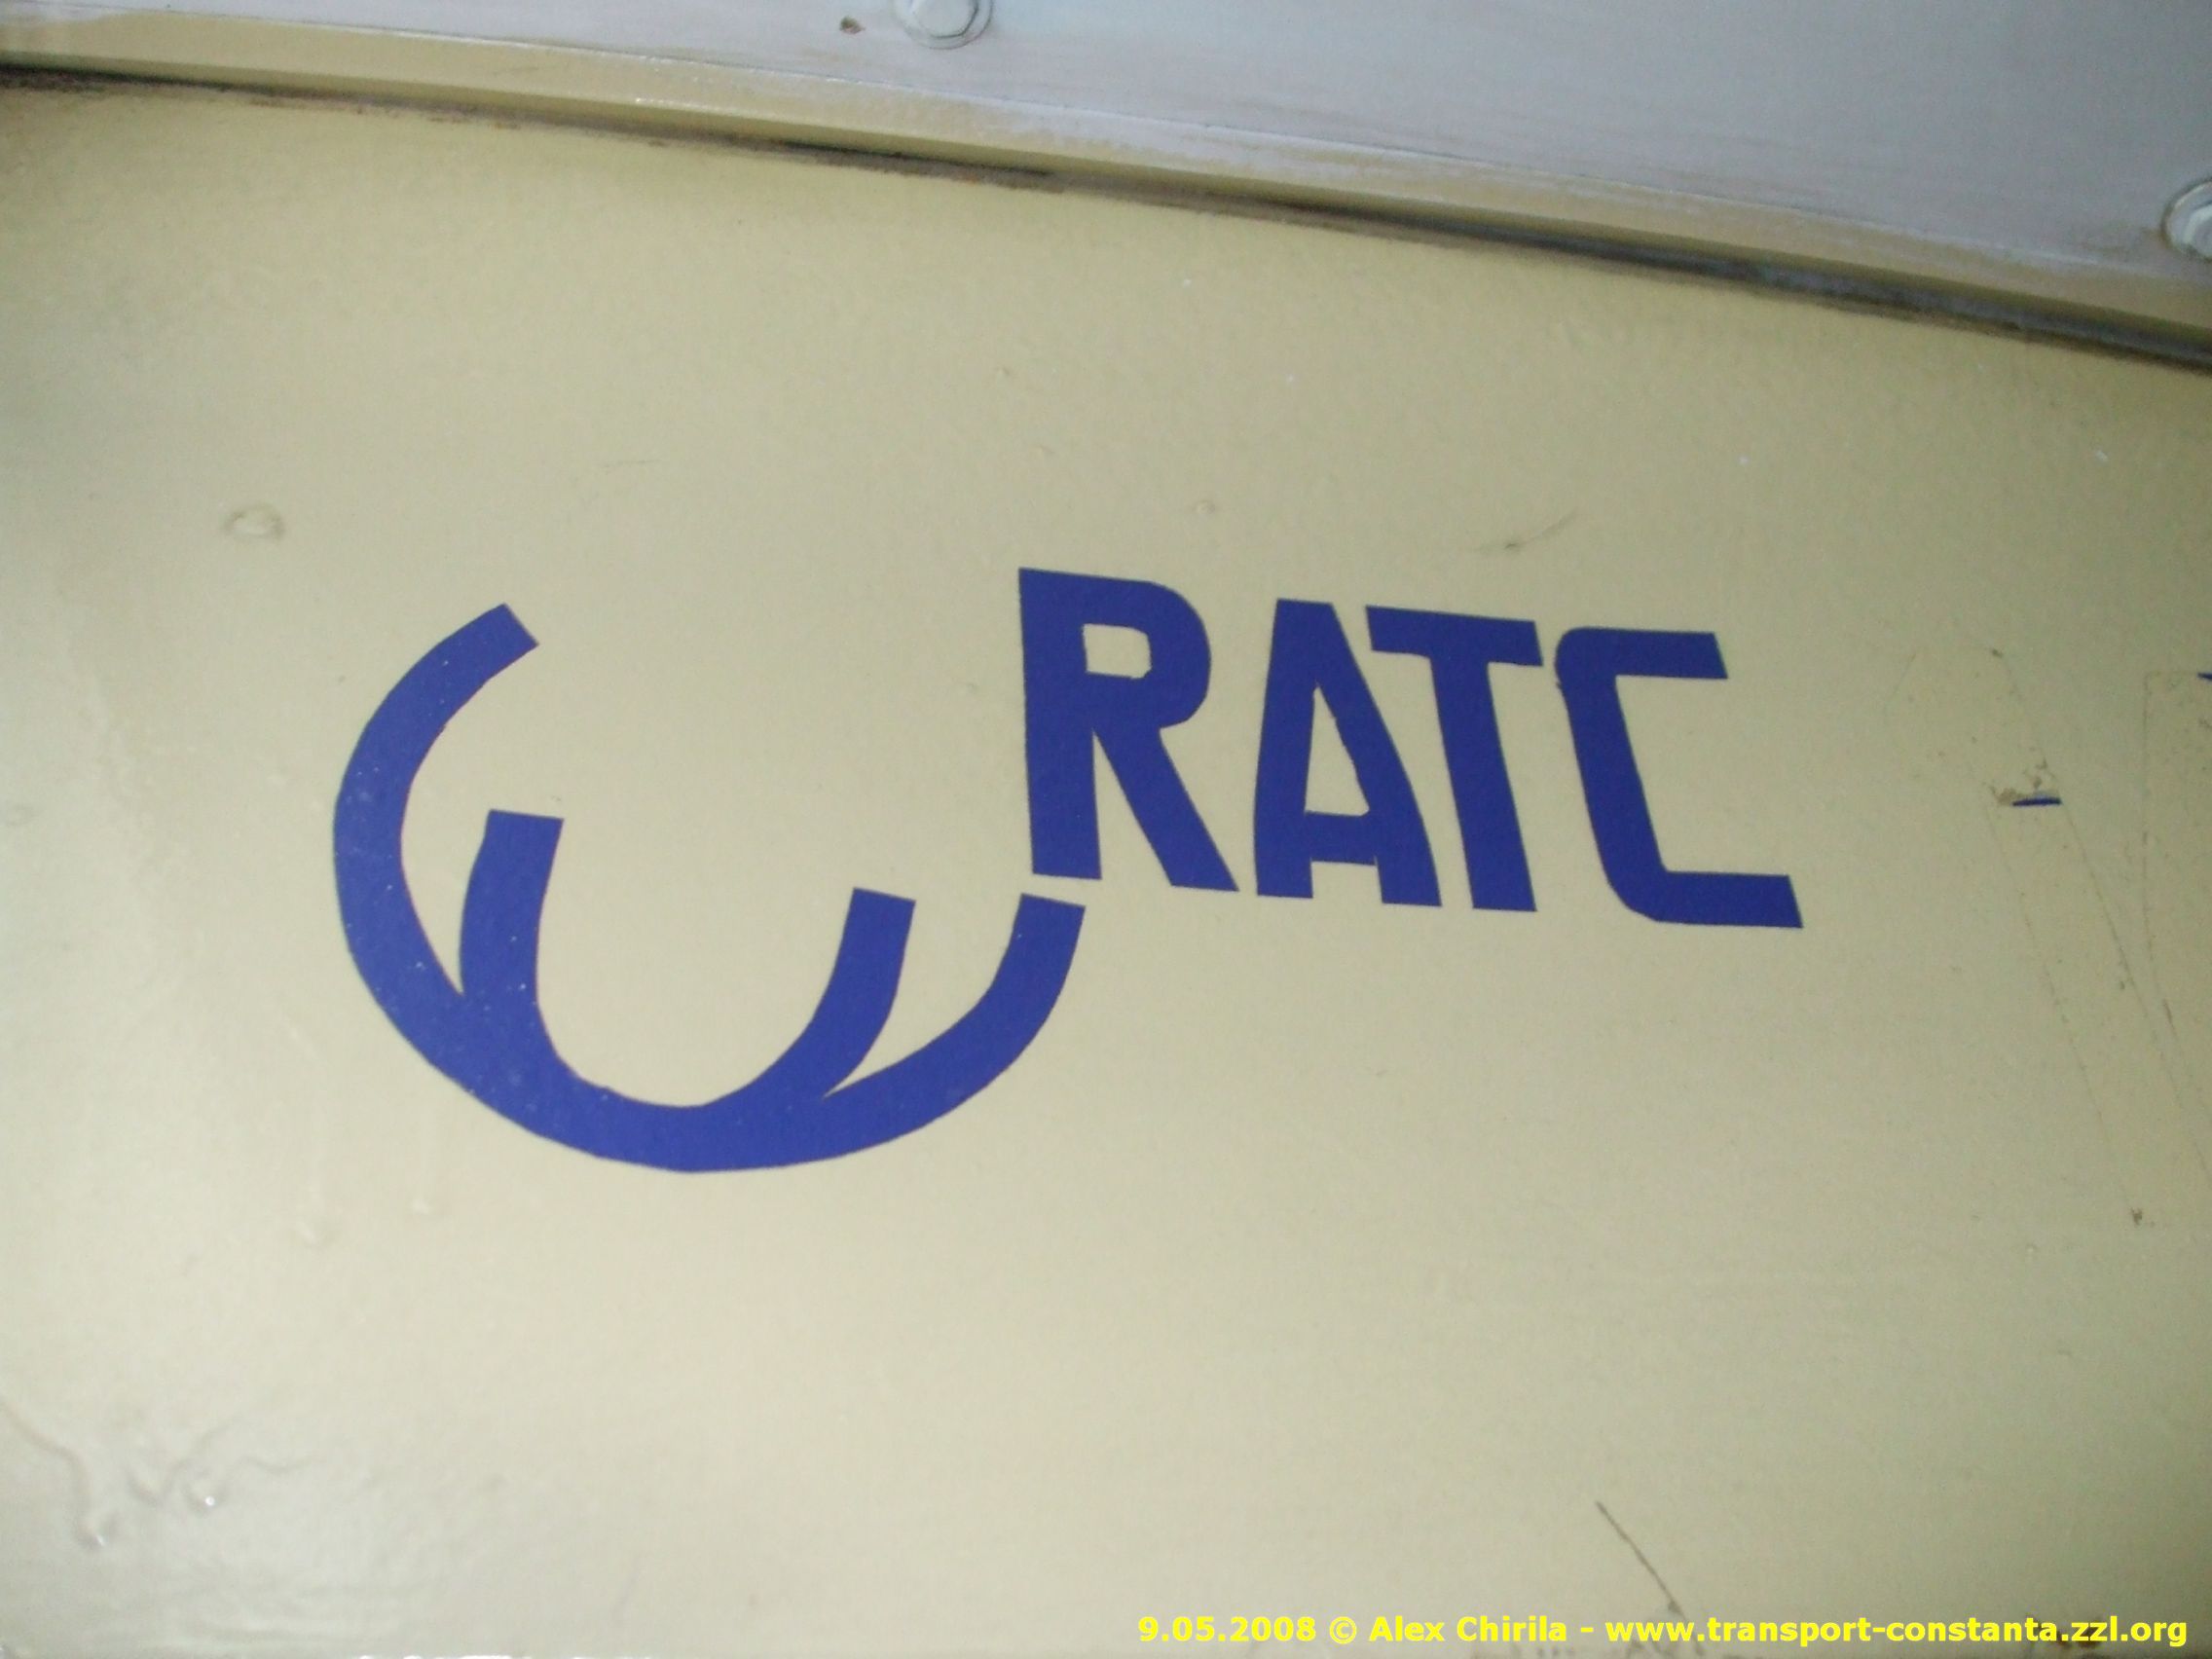 RATC
9.05.2008 © Alex Chirila - www.transport-constanta.zzl.org